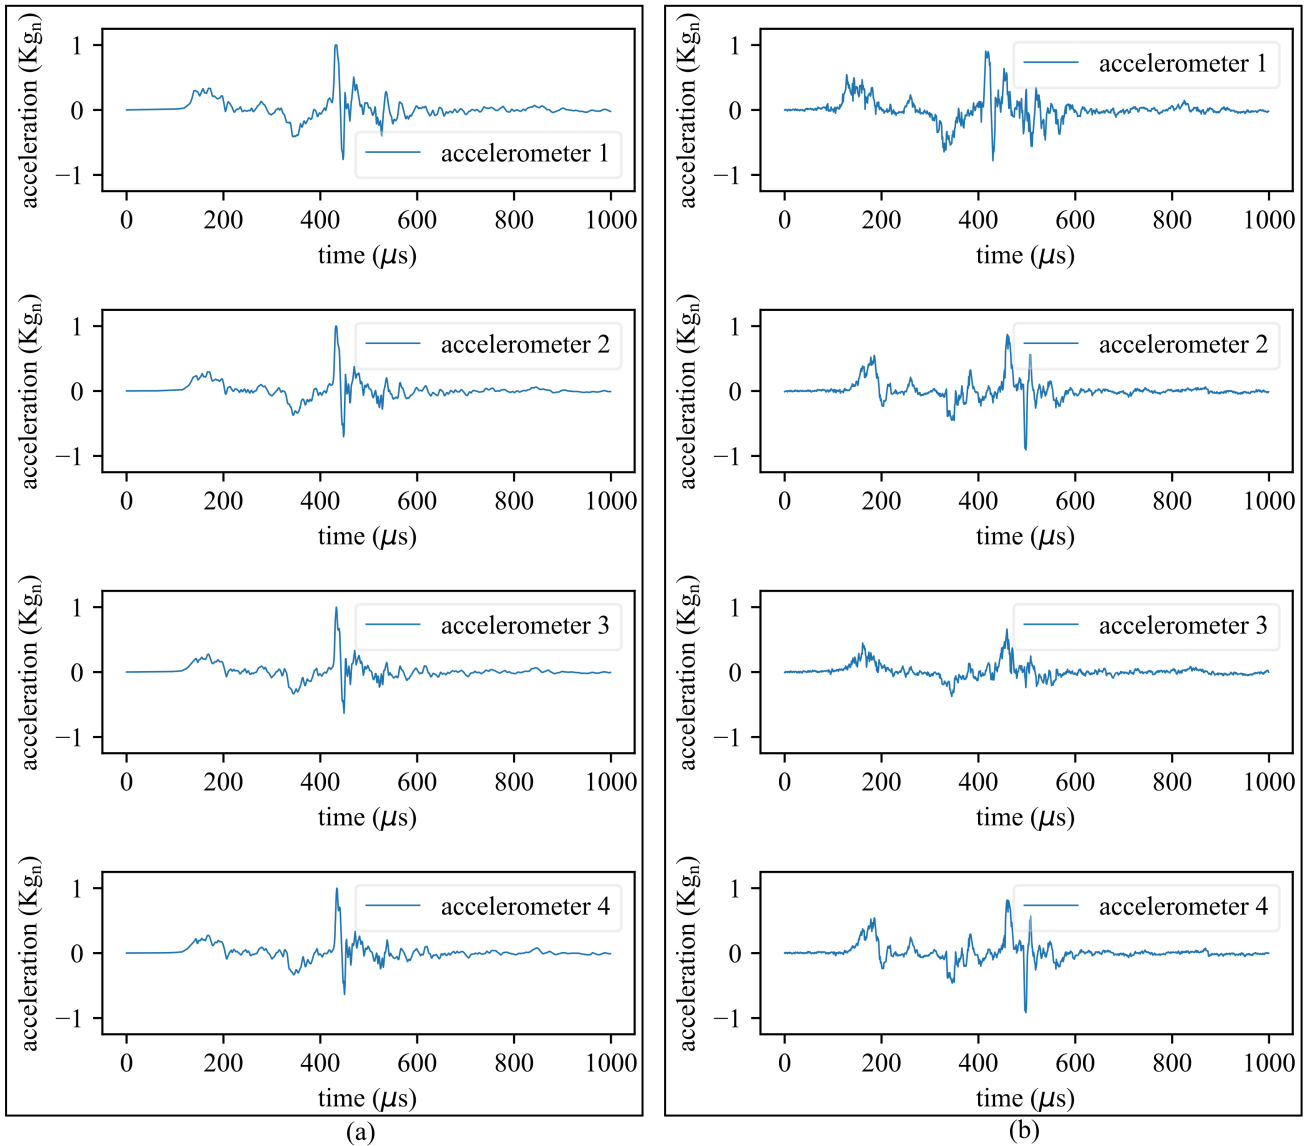 acceleration (Kgn)
1
0
−1
accelerometer 1
0 200 400 600 800 1000
time (μs)
acceleration (Kgn)
1
0
−1
accelerometer 2
0 200 400 600 800 1000
time (μs)
acceleration (Kgn)
1
0
−1
accelerometer 3
0 200 400 600 800 1000
time (μs)
acceleration (Kgn)
1
0
−1
accelerometer 4
0 200 400 600 800 1000
time (μs)
(a)
acceleration (Kgn)
1
0
−1
accelerometer 1
0 200 400 600 800 1000
time (μs)
acceleration (Kgn)
1
0
−1
accelerometer 2
0 200 400 600 800 1000
time (μs)
acceleration (Kgn)
1
0
−1
accelerometer 3
0 200 400 600 800 1000
time (μs)
acceleration (Kgn)
1
0
−1
accelerometer 4
0 200 400 600 800 1000
time (μs)
(b)